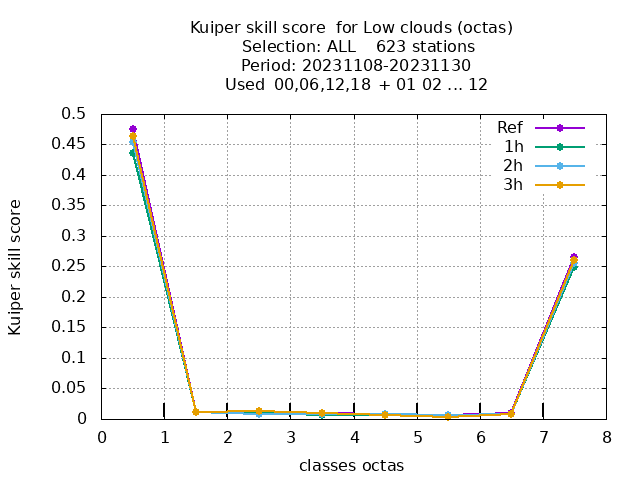 Kuiper skill score  for Low clouds (octas)
Selection: ALL    623 stations
Period: 20231108-20231130
Used  00,06,12,18  + 01 02 ... 12
Ref
1h
2h
3h
0.5
0.45
0.4
0.35
0.3
0.25
0.2
0.15
0.1
0.05
0
Kuiper skill score
0 1 2 3 4 5 6 7 8
classes octas